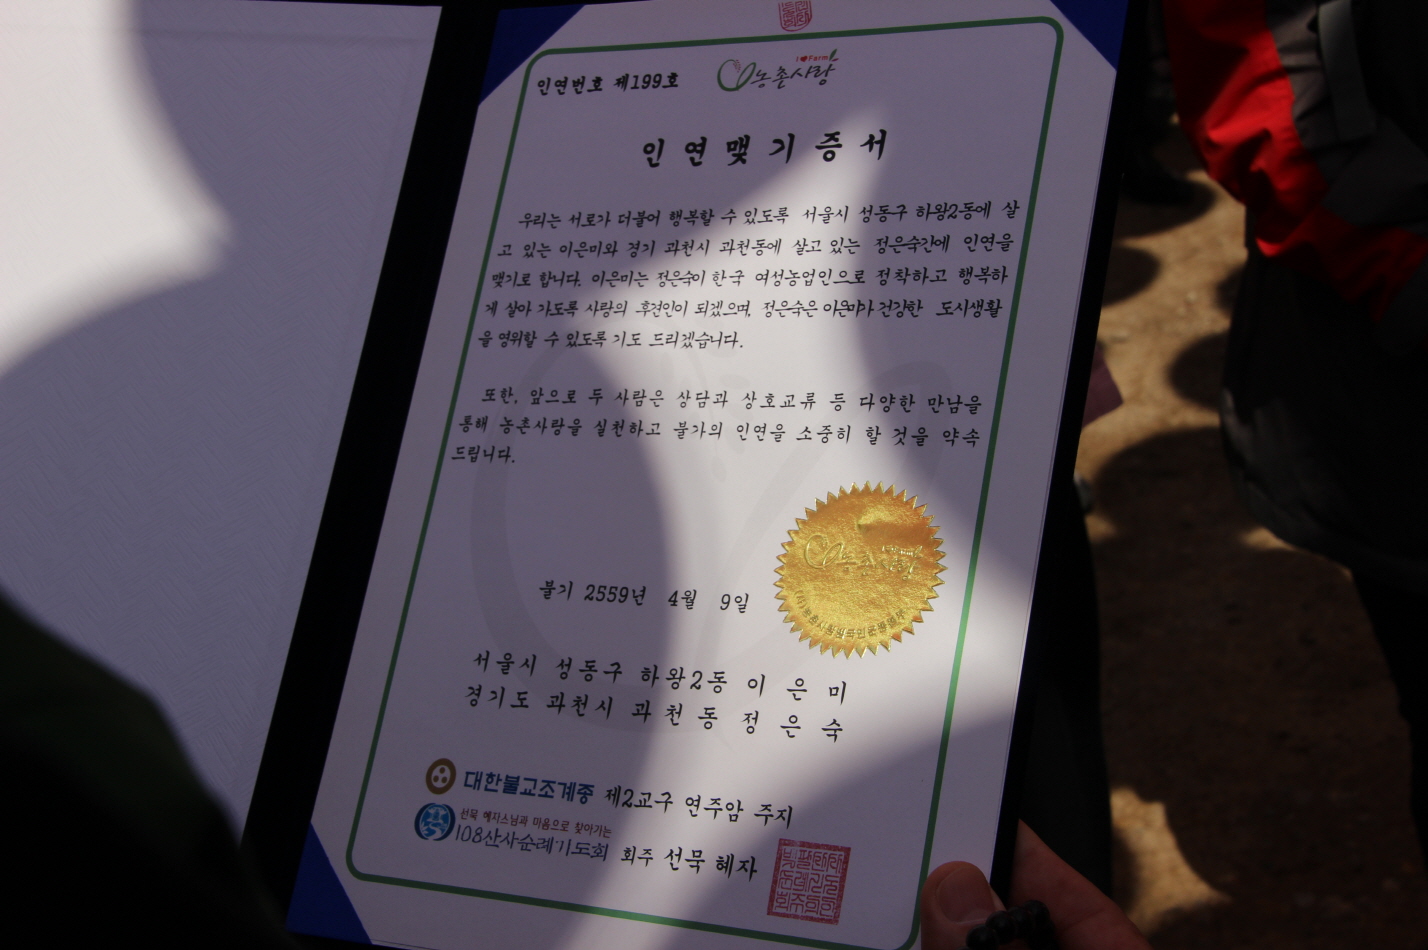 인연번호 제199호
I Farm
농촌사랑
인연맺기증서
우리는 서로가 더불어 행복할 수 있도록 서울시 성동구 하왕2동에 살
고 있는 이은미와 경기 과천시 과천동에 살고 있는 정은숙간에 인연을
맺기로 합니다. 이은미는 정은숙이 한국 여성농업인으로 정착하고 행복하
게 살아 가도록 사랑의 후견인이 되겠으며, 정은숙은 이은미가 건강한 도시생활
을 영위할 수 있도록 기도 드리겠습니다.
또한, 앞으로 두 사람은 상담과 상호교류 등 다양한 만남을
통해 농촌사랑을 실천하고 불가의 인연을 소중히 할 것을 약속
드립니다.
농촌사랑
불기 2559년 4월 9일
서울시 성동구 하왕2동 이은미
경기도 과천시 과천동 정은숙
대한불교조계종 제2교구 연주암 주지
선묵 혜자스님과 마음으로 찾아가는
108산사순례기도회 회주 선묵 혜자